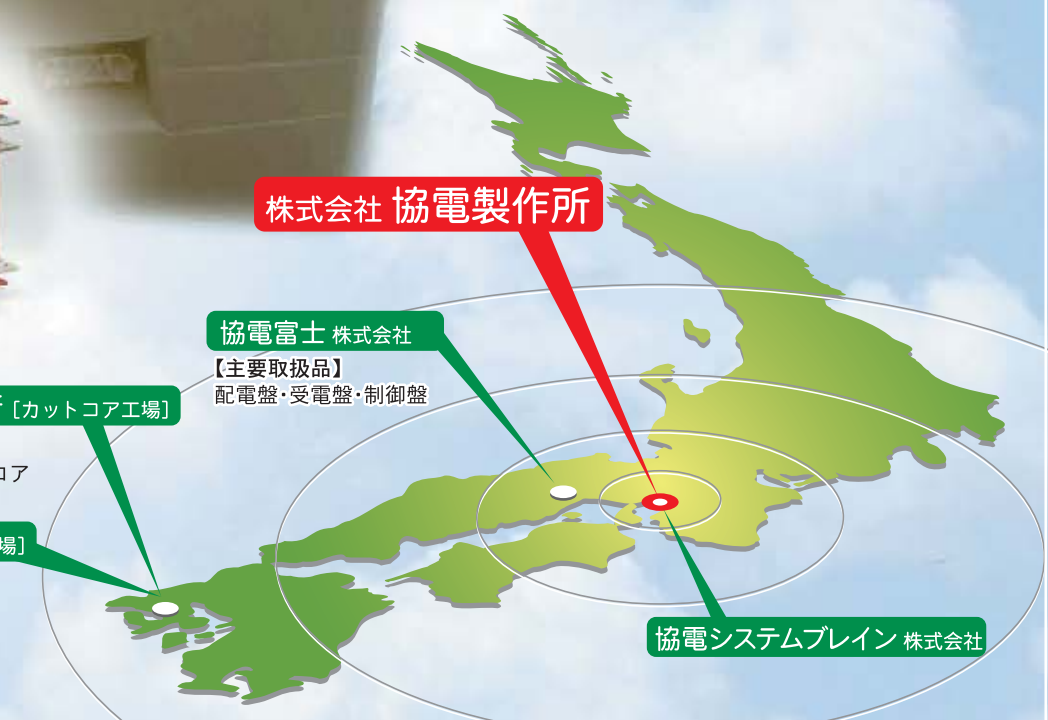 株式会社 協電製作所
協電富士 株式会社
【主要取扱品】
配電盤・受電盤・制御盤
[カットコア工場]
コア
場]
協電システムブレイン 株式会社